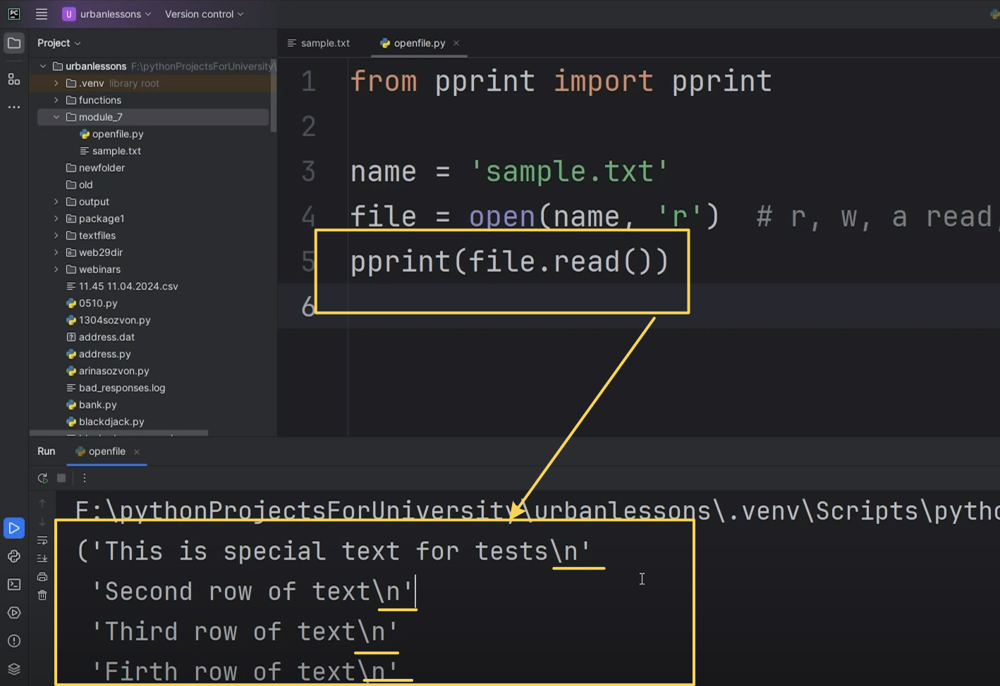 PC
U urbanlessons Version control
Project
sample.txt openfile.py
urbanlessons F:\pythonProjectsForUniversity\
.venv library root
functions
module_7
openfile.py
sample.txt
newfolder
old
output
package1
textfiles
web29dir
webinars
11.45 11.04.2024.csv
0510.py
1304sozvon.py
address.dat
address.py
arinasozvon.py
bad_responses.log
bank.py
blackdjack.py
1 from pprint import pprint
2
3 name = 'sample.txt'
4 file = open(name, 'r') # r, w, a read,
5 pprint(file.read())
6
Run openfile
F:\pythonProjectsForUniversity\urbanlessons\.venv\Scripts\pytho
('This is special text for tests\n'
'Second row of text\n'
'Third row of text\n'
'Firth row of text\n'